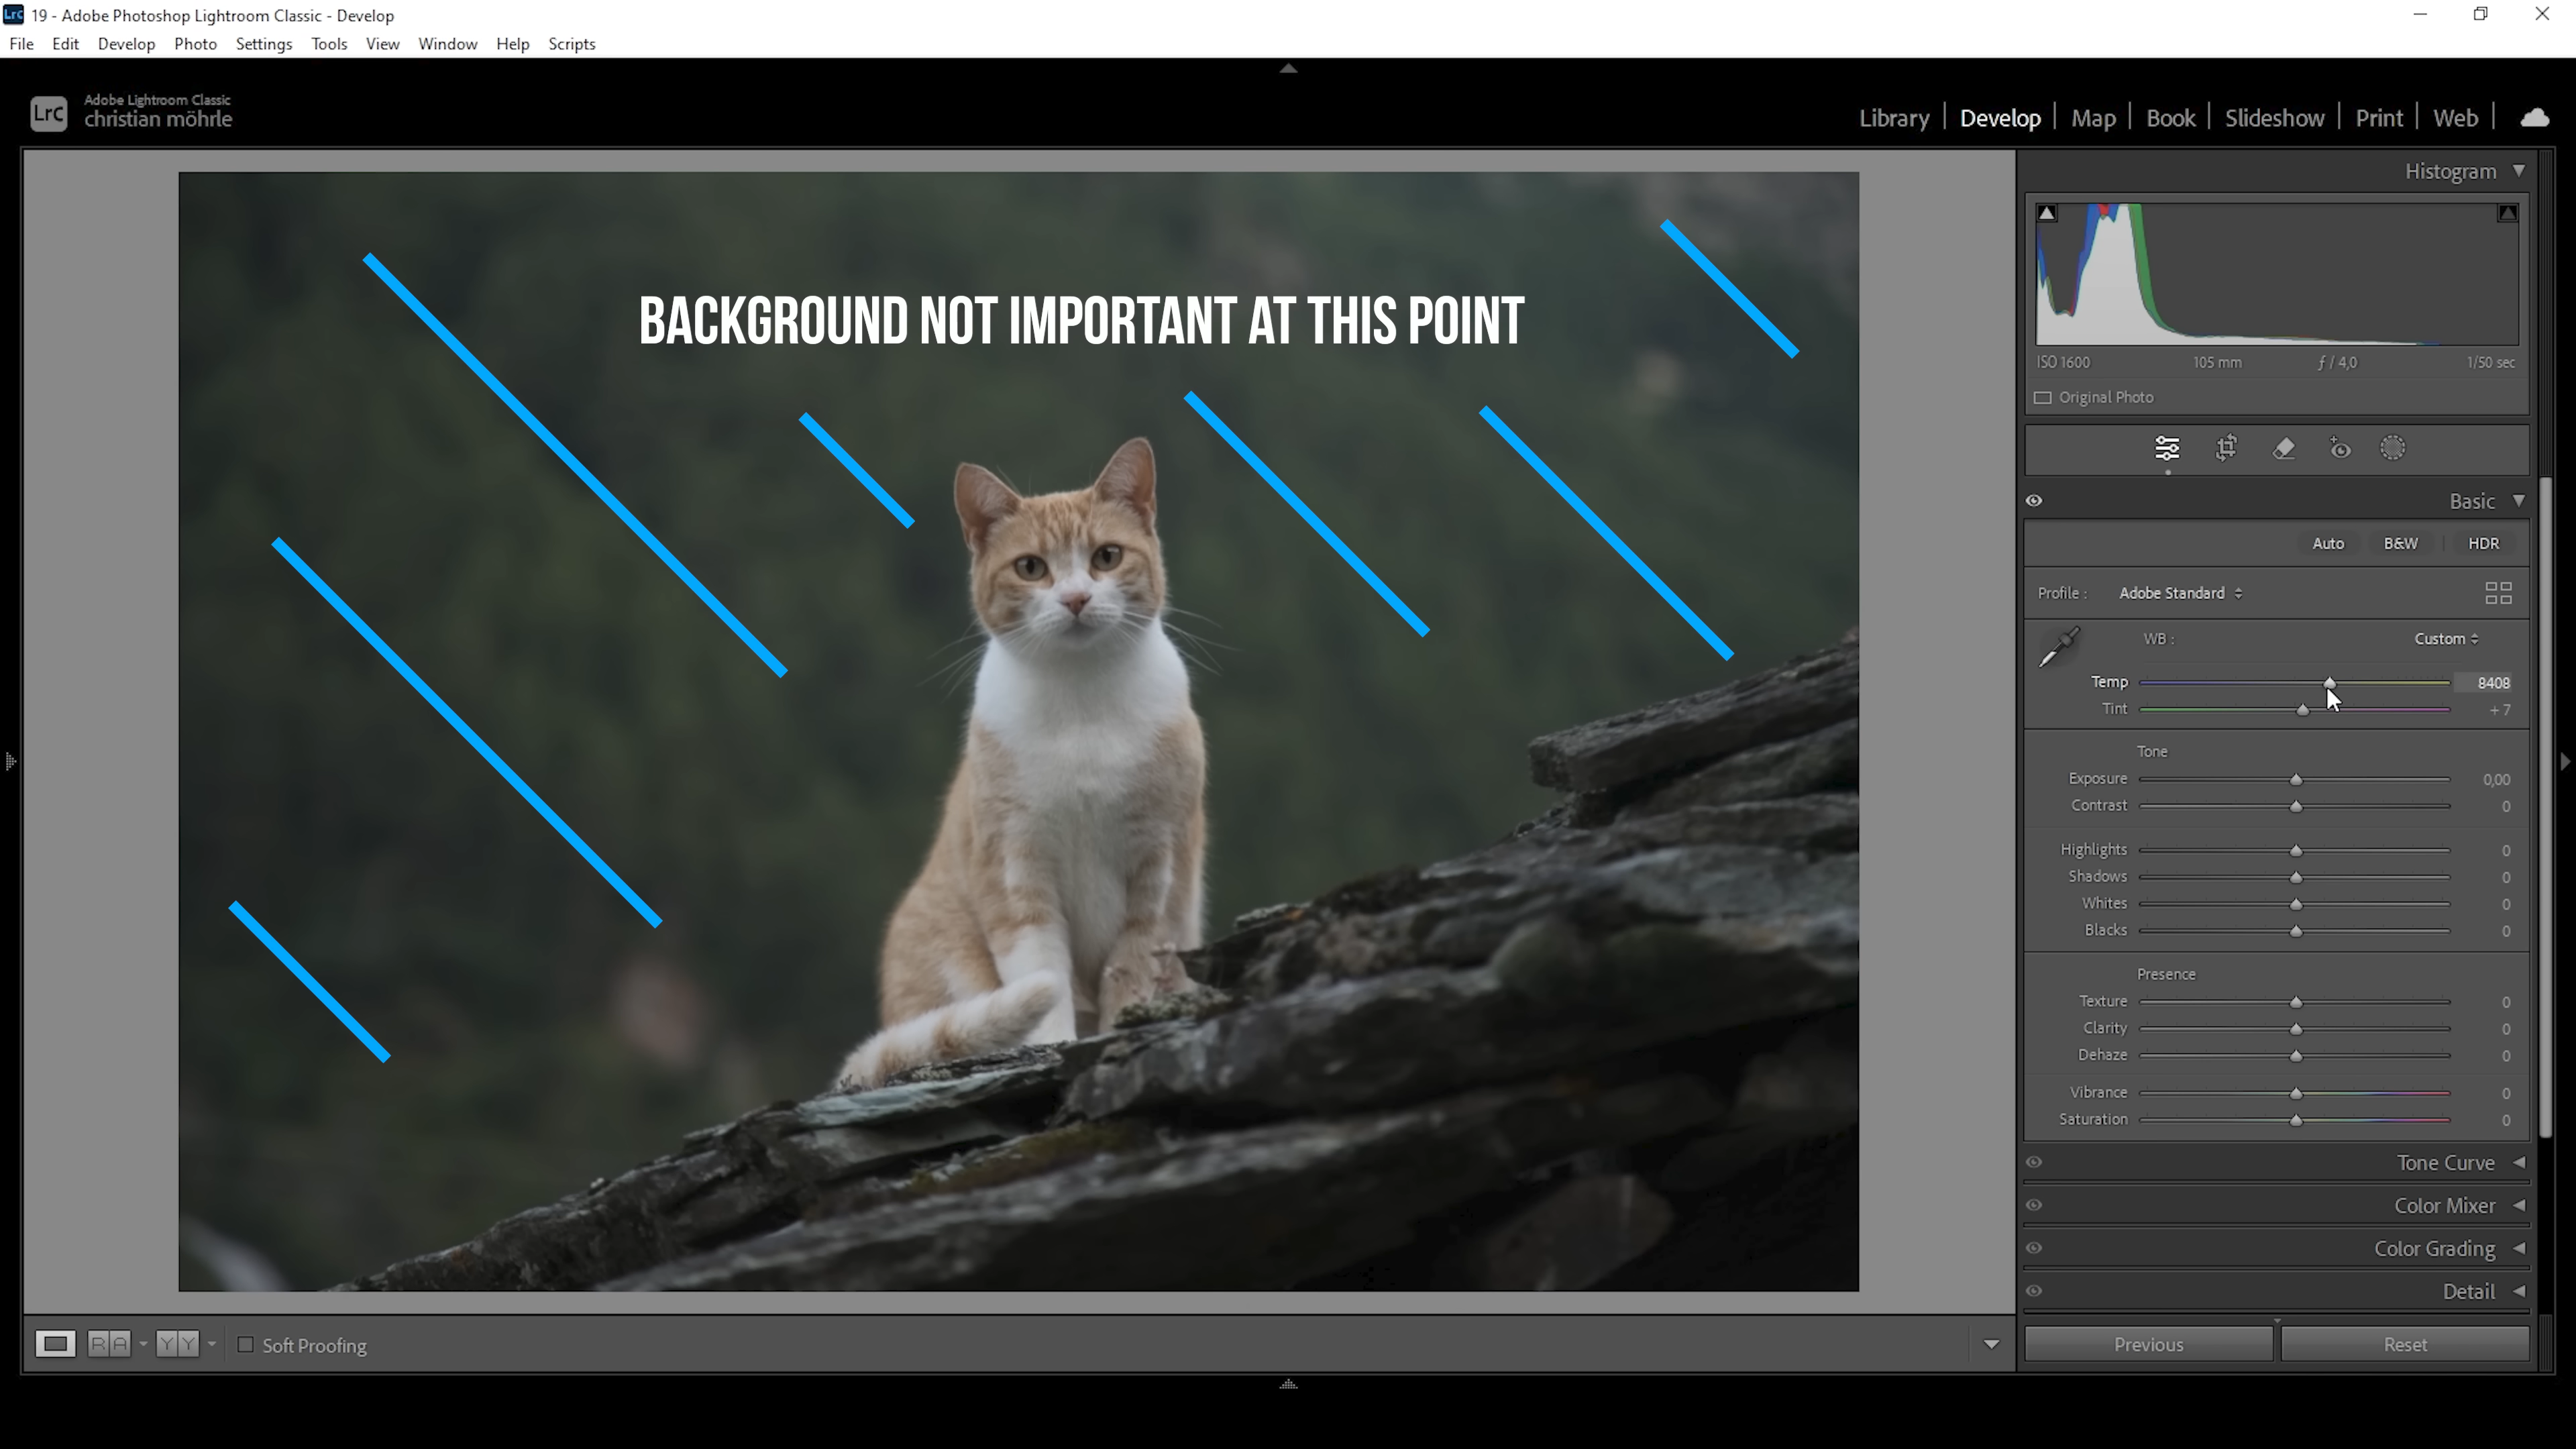 Lrc 19 - Adobe Photoshop Lightroom Classic - Develop
File Edit Develop Photo Settings Tools View Window Help Scripts
Lrc
Adobe Lightroom Classic
christian möhrle
Library | Develop | Map | Book | Slideshow | Print | Web |
BACKGROUND NOT IMPORTANT AT THIS POINT
Histogram
ISO 1600 105 mm ƒ / 4,0 1/50 sec
Original Photo
Basic
Auto B&W HDR
Profile : Adobe Standard
WB : Custom
Temp 8408
Tint + 7
Tone
Exposure 0,00
Contrast 0
Highlights 0
Shadows 0
Whites 0
Blacks 0
Presence
Texture 0
Clarity 0
Dehaze 0
Vibrance 0
Saturation 0
Tone Curve
Color Mixer
Color Grading
Detail
R A Y Y Soft Proofing
Previous Reset